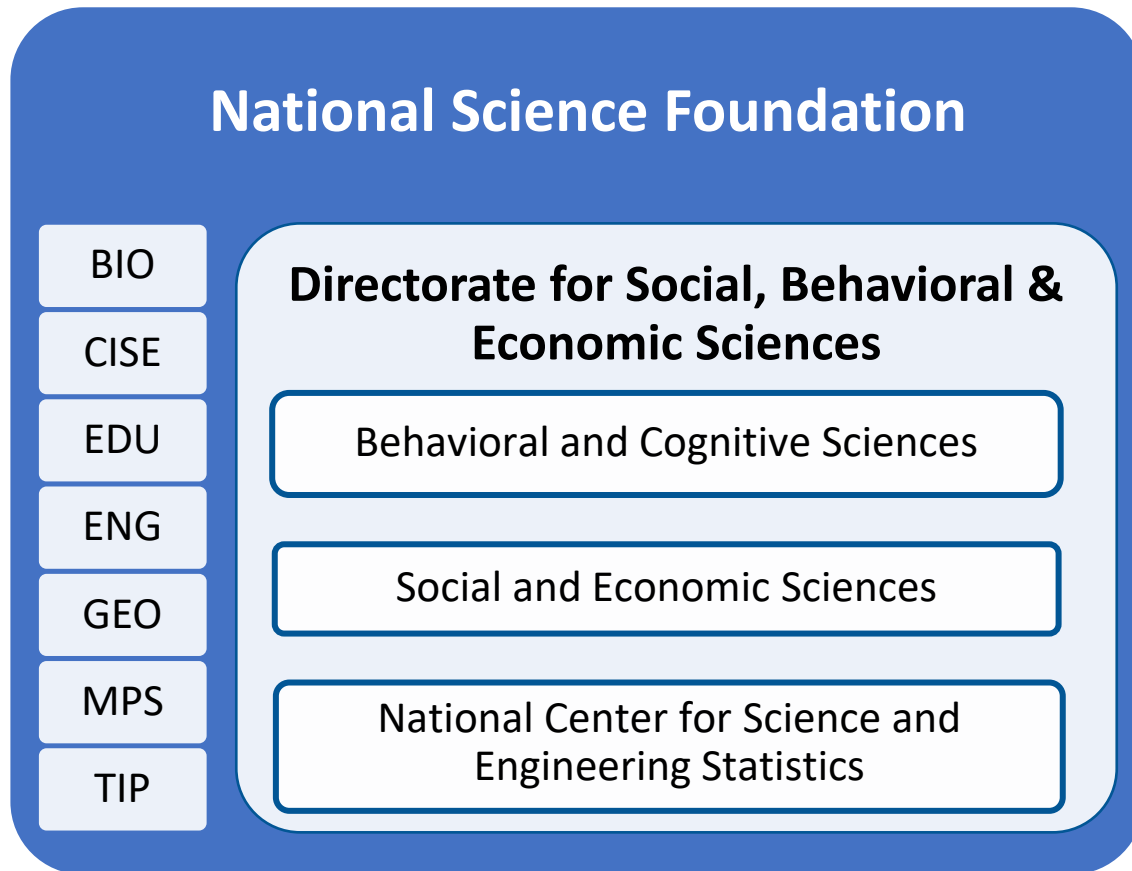 National Science Foundation
BIO
CISE
EDU
ENG
GEO
MPS
TIP
Directorate for Social, Behavioral &
Economic Sciences
Behavioral and Cognitive Sciences
Social and Economic Sciences
National Center for Science and
Engineering Statistics